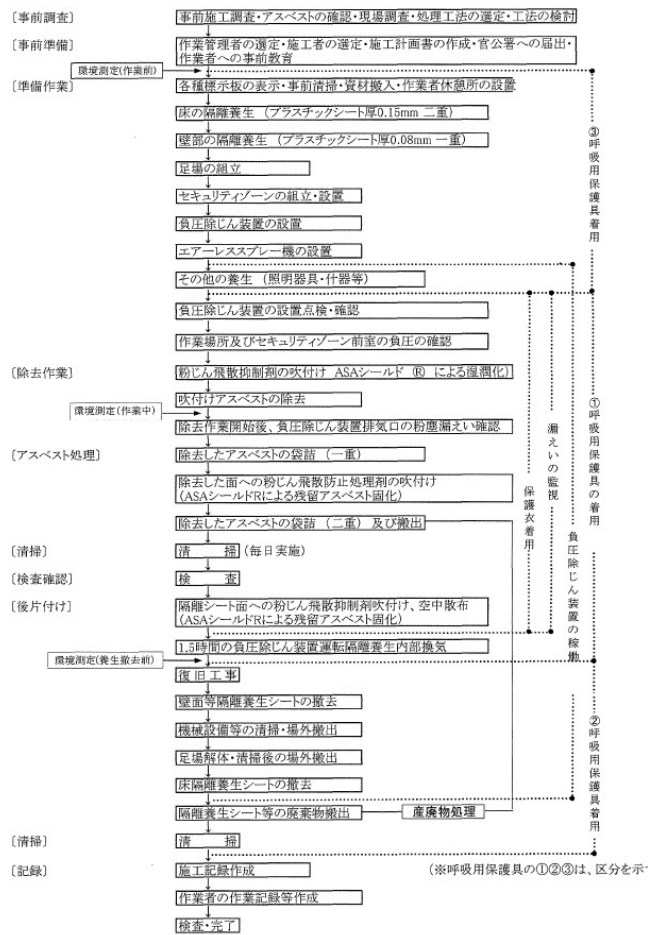 〔事前調査〕
事前施工調査・アスベストの確認・現場調査・処理工法の選定・工法の検討
〔事前準備〕
作業管理者の選定・施工者の選定・施工計画書の作成・官公署への届出・
作業者への事前教育
環境測定(作業前)
〔準備作業〕
各種標示板の表示・事前清掃・資材搬入・作業者休憩所の設置
床の隔離養生 (プラスチックシート厚0.15mm 二重)
壁部の隔離養生 (プラスチックシート厚0.08mm 一重)
足場の組立
セキュリティゾーンの組立・設置
負圧除じん装置の設置
エアーレススプレー機の設置
その他の養生 (照明器具・什器等)
③呼吸用保護具着用
負圧除じん装置の設置点検・確認
作業場所及びセキュリティゾーン前室の負圧の確認
〔除去作業〕
粉じん飛散抑制剤の吹付け ASAシールド Ⓡ による湿潤化)
吹付けアスベストの除去
環境測定(作業中)
除去作業開始後、負圧除じん装置排気口の粉塵漏えい確認
〔アスベスト処理〕
除去したアスベストの袋詰 (一重)
除去した面への粉じん飛散防止処理剤の吹付け
(ASAシールドRによる残留アスベスト固化)
除去したアスベストの袋詰 (二重) 及び搬出
①呼吸用保護具の着用
漏えいの監視
保護衣着用
負圧除じん装置の稼働
〔清掃〕
清 掃 (毎日実施)
〔検査確認〕
検 査
〔後片付け〕
隔離シート面への粉じん飛散抑制剤吹付け、空中散布
(ASAシールドRによる残留アスベスト固化)
1.5時間の負圧除じん装置運転隔離養生内部換気
環境測定(養生撤去前)
復旧工事
壁面等隔離養生シートの撤去
機械設備等の清掃・場外搬出
足場解体・清掃後の場外搬出
床隔離養生シートの撤去
②呼吸用保護具着用
隔離養生シート等の廃棄物搬出
産廃物処理
〔清掃〕
清 掃
〔記録〕
施工記録作成
(※呼吸用保護具の①②③は、区分を示す
作業者の作業記録等作成
検査・完了